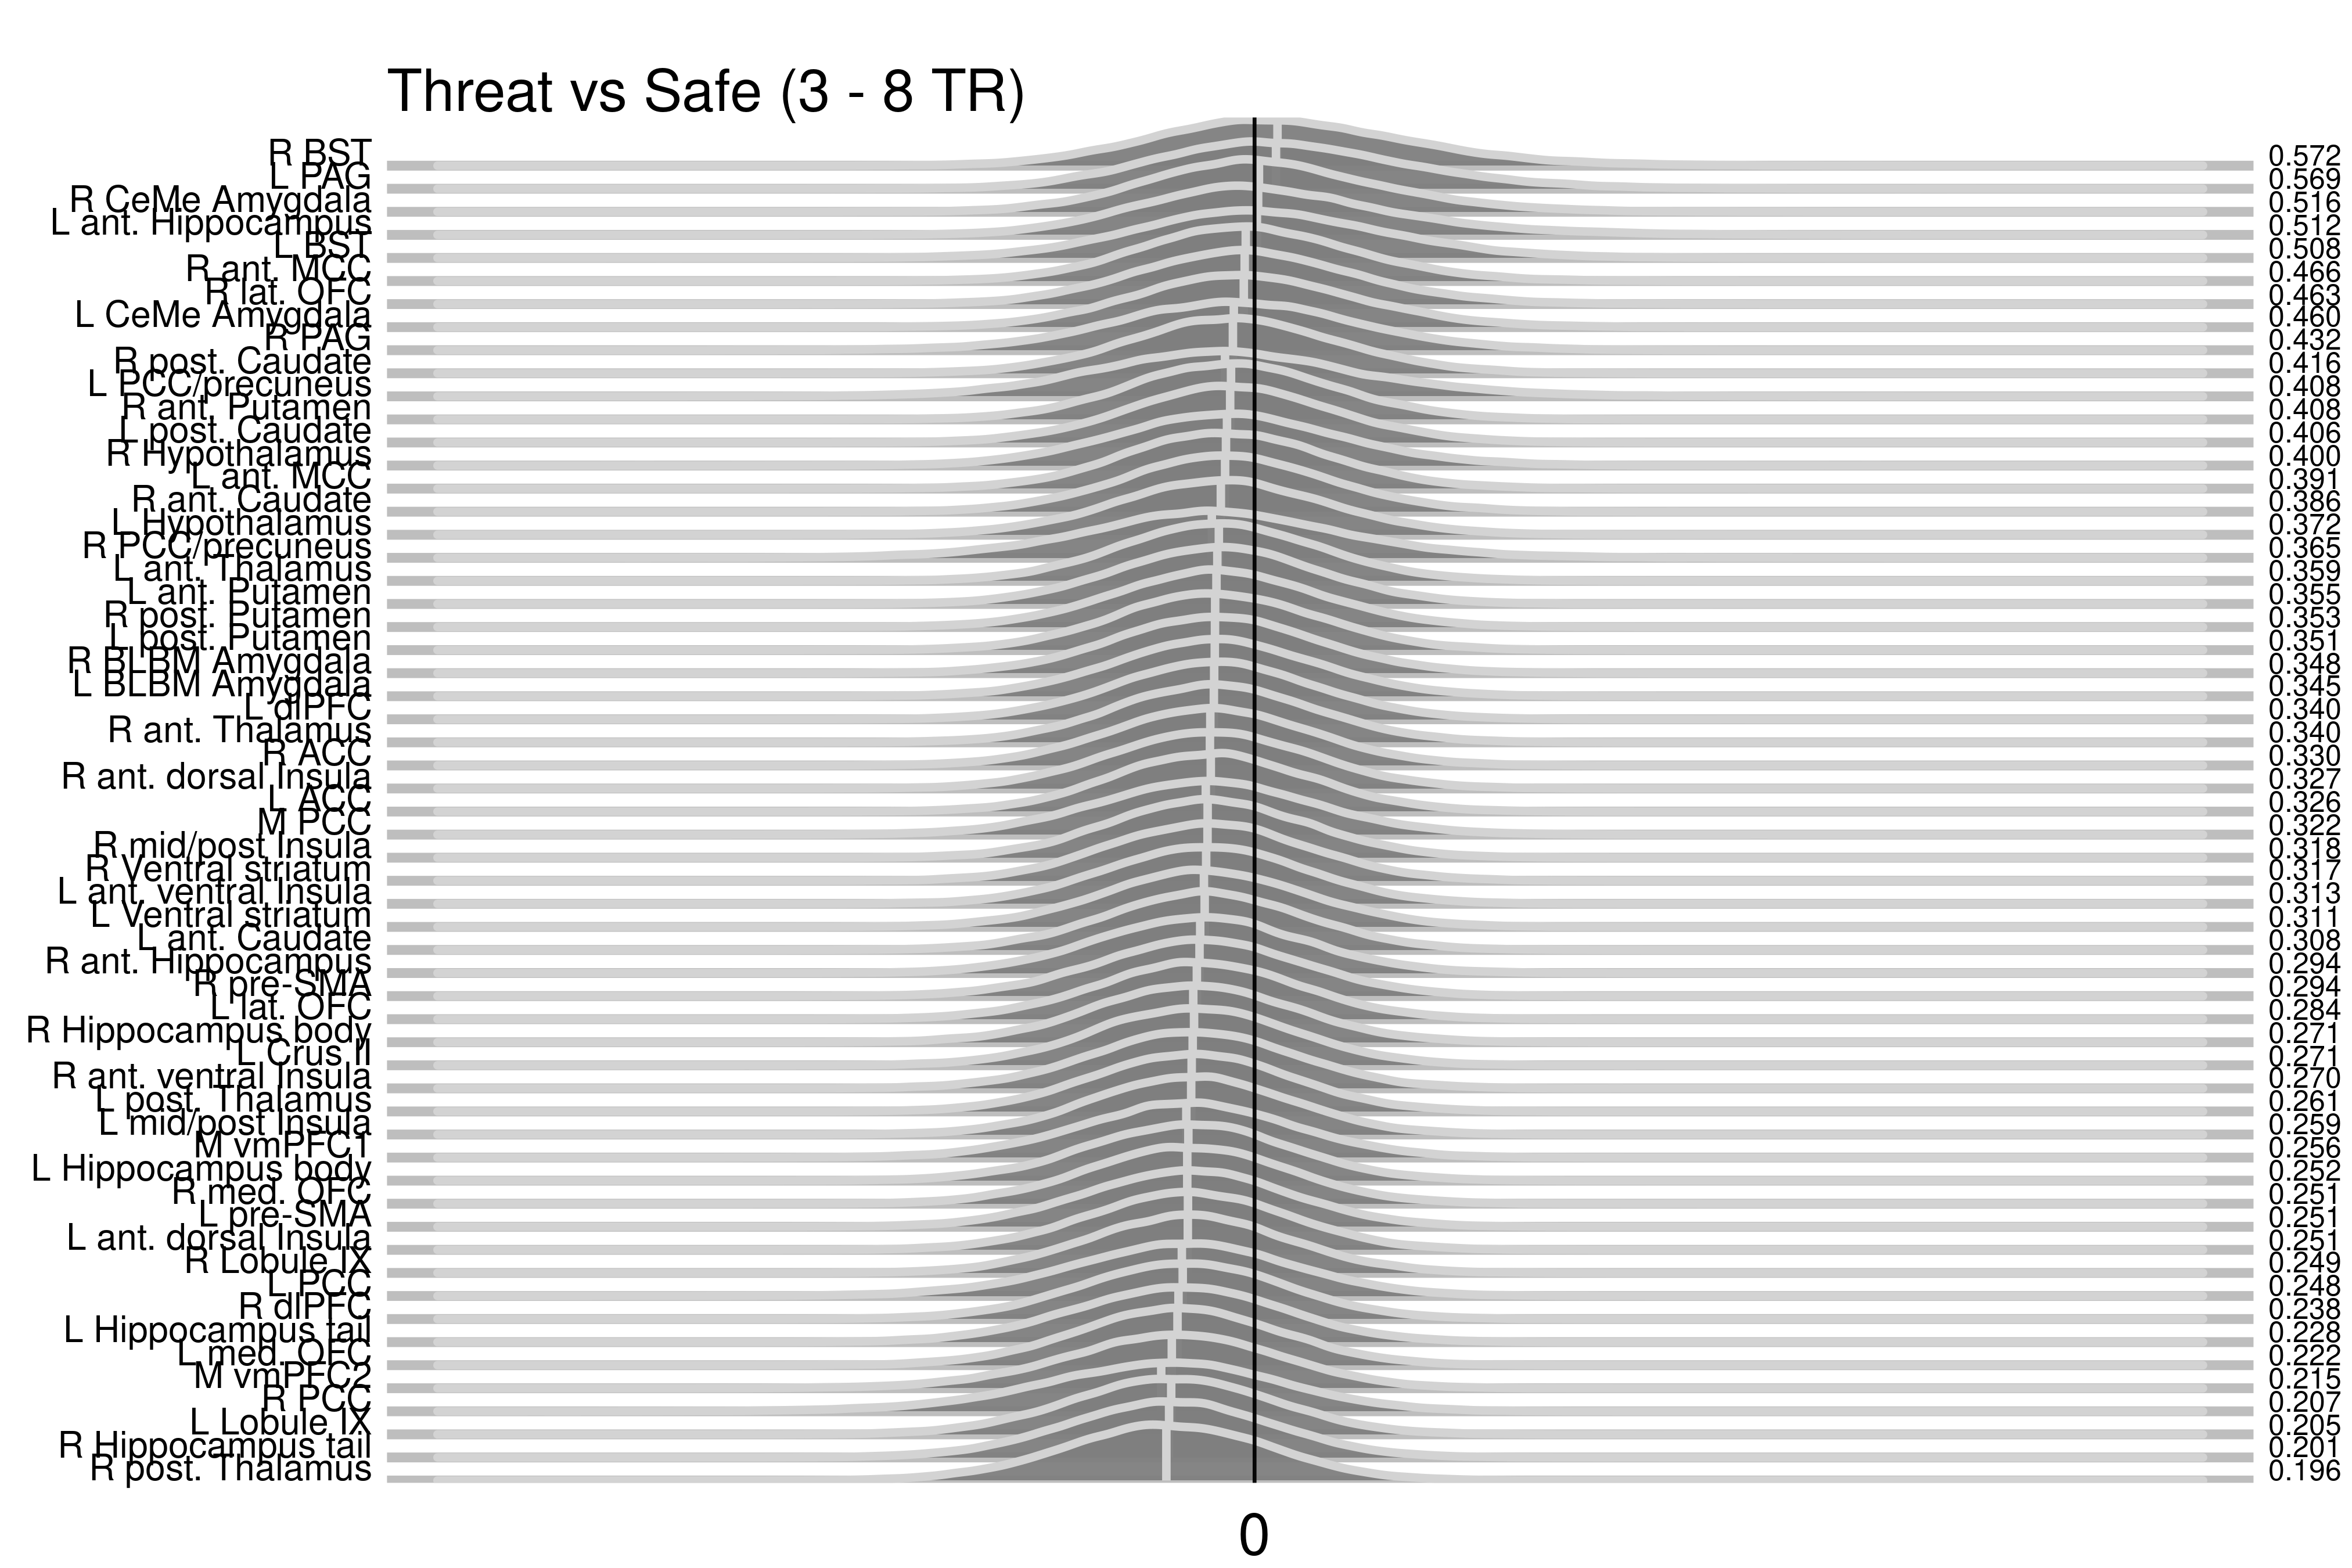 Threat vs Safe (3 - 8 TR)
R BST 0.572
L PAG 0.569
R CeMe Amygdala 0.516
L ant. Hippocampus 0.512
L BST 0.508
R ant. MCC 0.466
R lat. OFC 0.463
L CeMe Amygdala 0.460
R PAG 0.432
R post. Caudate 0.416
L PCC/precuneus 0.408
R ant. Putamen 0.408
L post. Caudate 0.406
R Hypothalamus 0.400
L ant. MCC 0.391
R ant. Caudate 0.386
L Hypothalamus 0.372
R PCC/precuneus 0.365
L ant. Thalamus 0.359
L ant. Putamen 0.355
R post. Putamen 0.353
L post. Putamen 0.351
R BLBM Amygdala 0.348
L BLBM Amygdala 0.345
L dlPFC 0.340
R ant. Thalamus 0.340
R ACC 0.330
R ant. dorsal Insula 0.327
L ACC 0.326
M PCC 0.322
R mid/post Insula 0.318
R Ventral striatum 0.317
L ant. ventral Insula 0.313
L Ventral striatum 0.311
L ant. Caudate 0.308
R ant. Hippocampus 0.294
R pre-SMA 0.294
L lat. OFC 0.284
R Hippocampus body 0.271
L Crus II 0.271
R ant. ventral Insula 0.270
L post. Thalamus 0.261
L mid/post Insula 0.259
M vmPFC1 0.256
L Hippocampus body 0.252
R med. OFC 0.251
L pre-SMA 0.251
L ant. dorsal Insula 0.251
R Lobule IX 0.249
L PCC 0.248
R dlPFC 0.238
L Hippocampus tail 0.228
L med. OFC 0.222
M vmPFC2 0.215
R PCC 0.207
L Lobule IX 0.205
R Hippocampus tail 0.201
R post. Thalamus 0.196
0